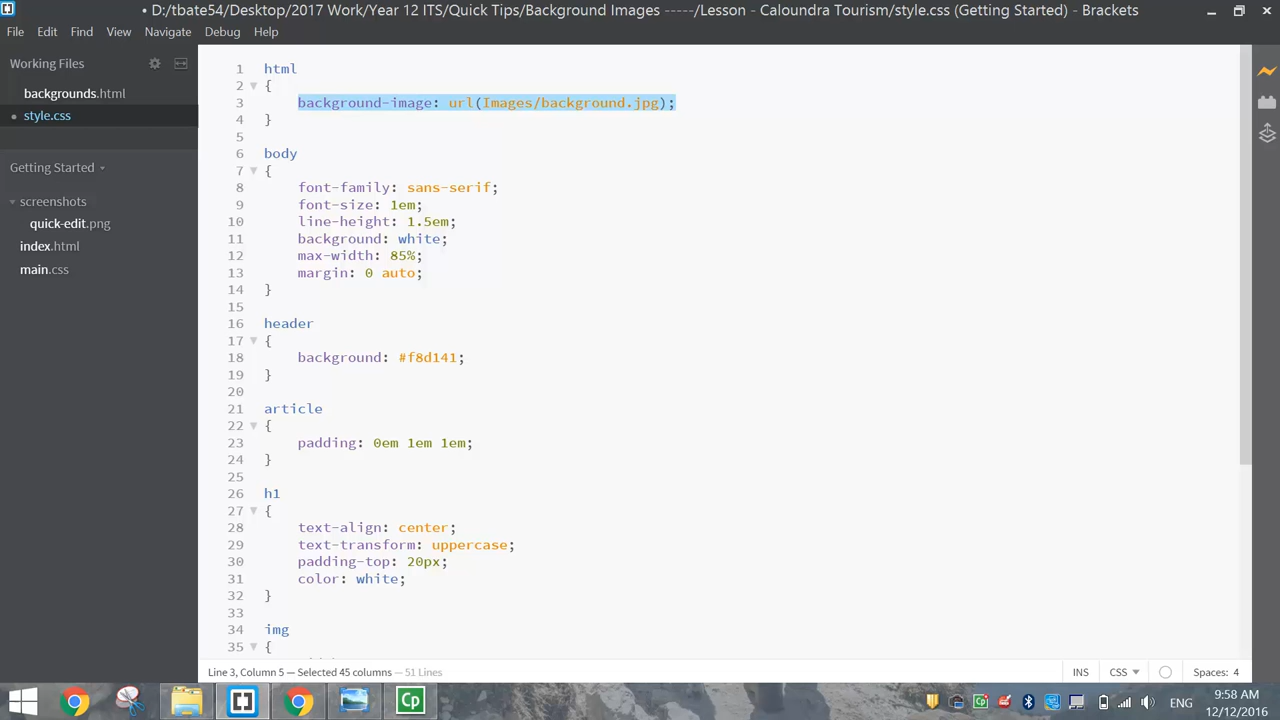 • D:/tbate54/Desktop/2017 Work/Year 12 ITS/Quick Tips/Background Images -----/Lesson - Caloundra Tourism/style.css (Getting Started) - Brackets
File Edit Find View Navigate Debug Help
Working Files
backgrounds.html
• style.css
Getting Started
screenshots
quick-edit.png
index.html
main.css
1 html
2 {
3 background-image: url(Images/background.jpg);
4 }
5
6 body
7 {
8 font-family: sans-serif;
9 font-size: 1em;
10 line-height: 1.5em;
11 background: white;
12 max-width: 85%;
13 margin: 0 auto;
14 }
15
16 header
17 {
18 background: #f8d141;
19 }
20
21 article
22 {
23 padding: 0em 1em 1em;
24 }
25
26 h1
27 {
28 text-align: center;
29 text-transform: uppercase;
30 padding-top: 20px;
31 color: white;
32 }
33
34 img
35 {
Line 3, Column 5 — Selected 45 columns — 51 Lines
INS CSS Spaces: 4
Cp
ENG
9:58 AM
12/12/2016